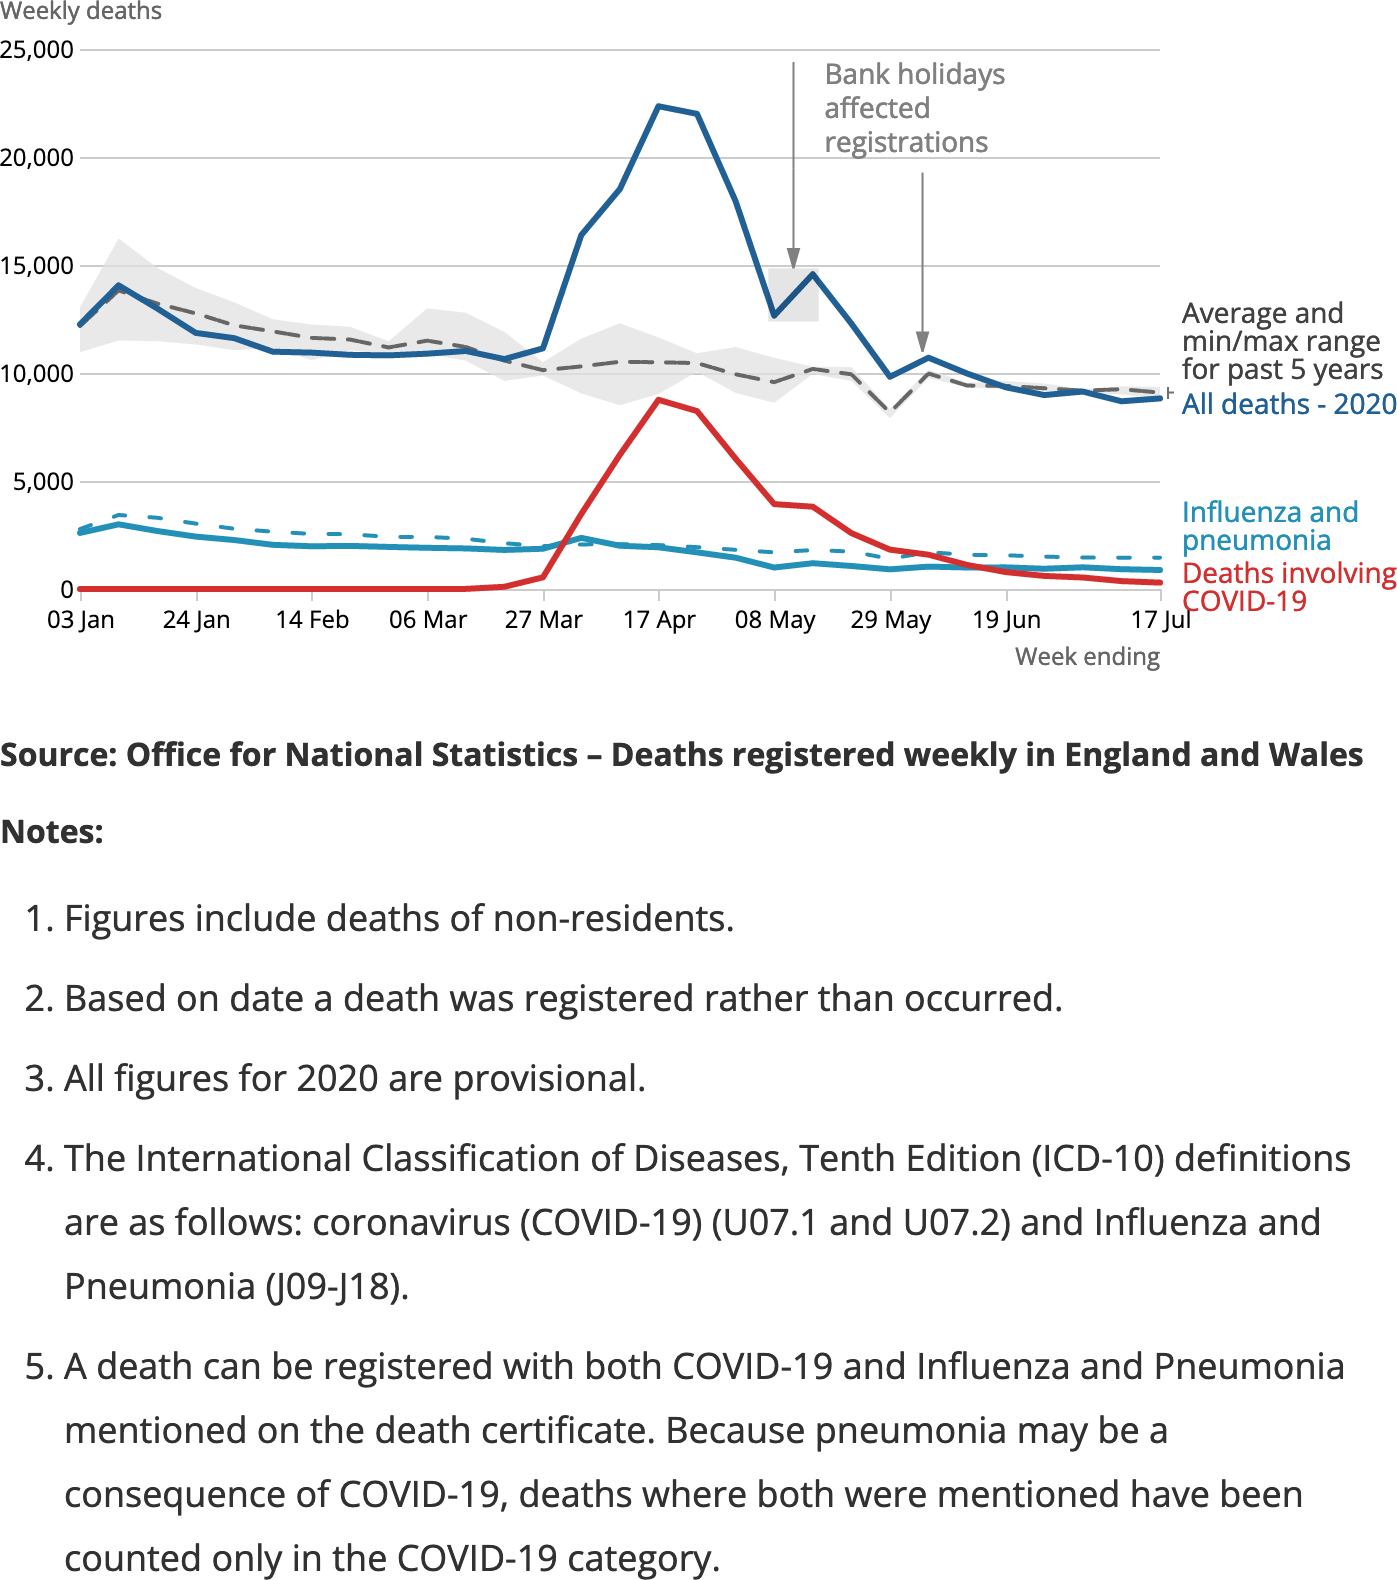 Weekly deaths
25,000
20,000
15,000
10,000
5,000
0
Bank holidays
affected
registrations
Average and
min/max range
for past 5 years
All deaths - 2020
Influenza and
pneumonia
Deaths involving
COVID-19
03 Jan 24 Jan 14 Feb 06 Mar 27 Mar 17 Apr 08 May 29 May 19 Jun 17 Jul
Week ending
Source: Office for National Statistics – Deaths registered weekly in England and Wales
Notes:
1. Figures include deaths of non-residents.
2. Based on date a death was registered rather than occurred.
3. All figures for 2020 are provisional.
4. The International Classification of Diseases, Tenth Edition (ICD-10) definitions
are as follows: coronavirus (COVID-19) (U07.1 and U07.2) and Influenza and
Pneumonia (J09-J18).
5. A death can be registered with both COVID-19 and Influenza and Pneumonia
mentioned on the death certificate. Because pneumonia may be a
consequence of COVID-19, deaths where both were mentioned have been
counted only in the COVID-19 category.